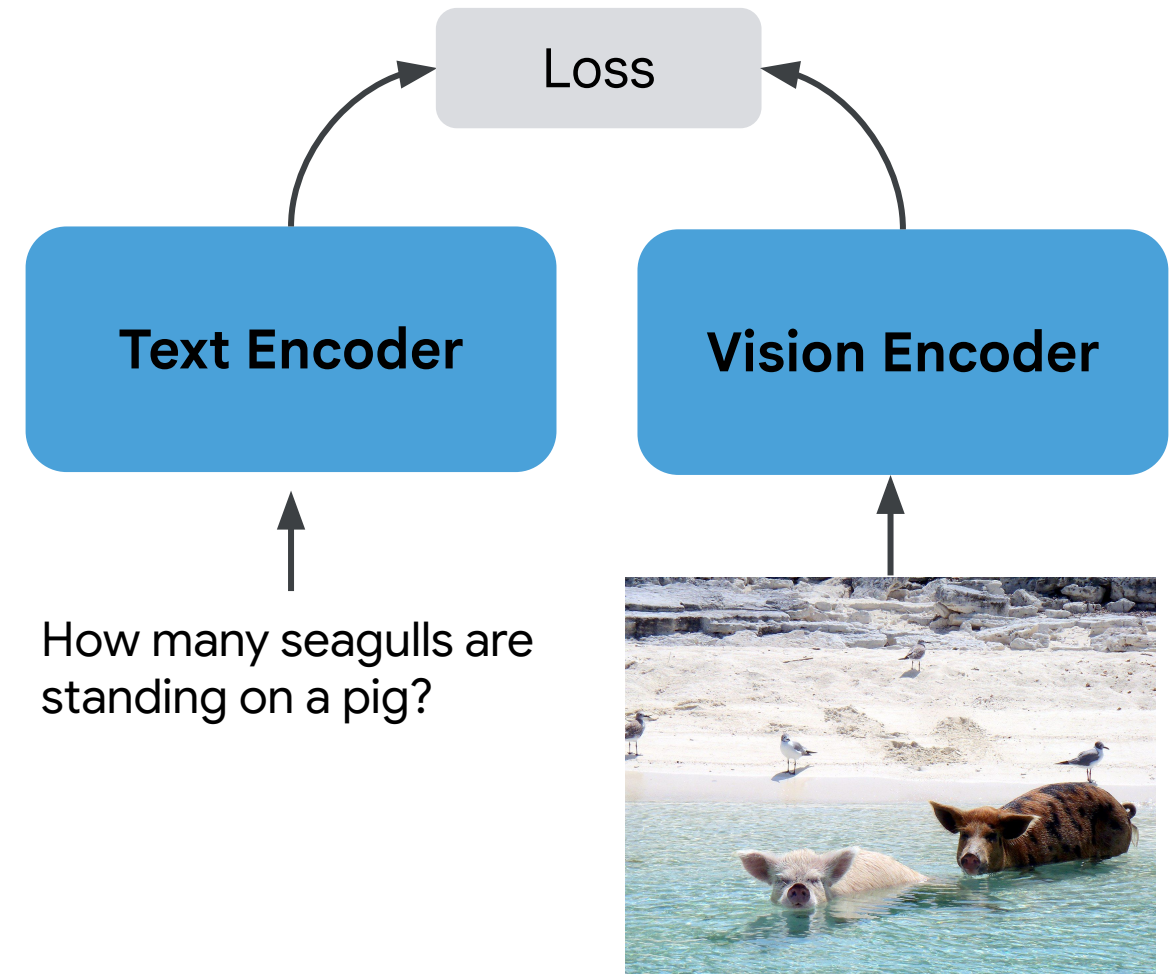 Loss
Text Encoder
Vision Encoder
How many seagulls are
standing on a pig?